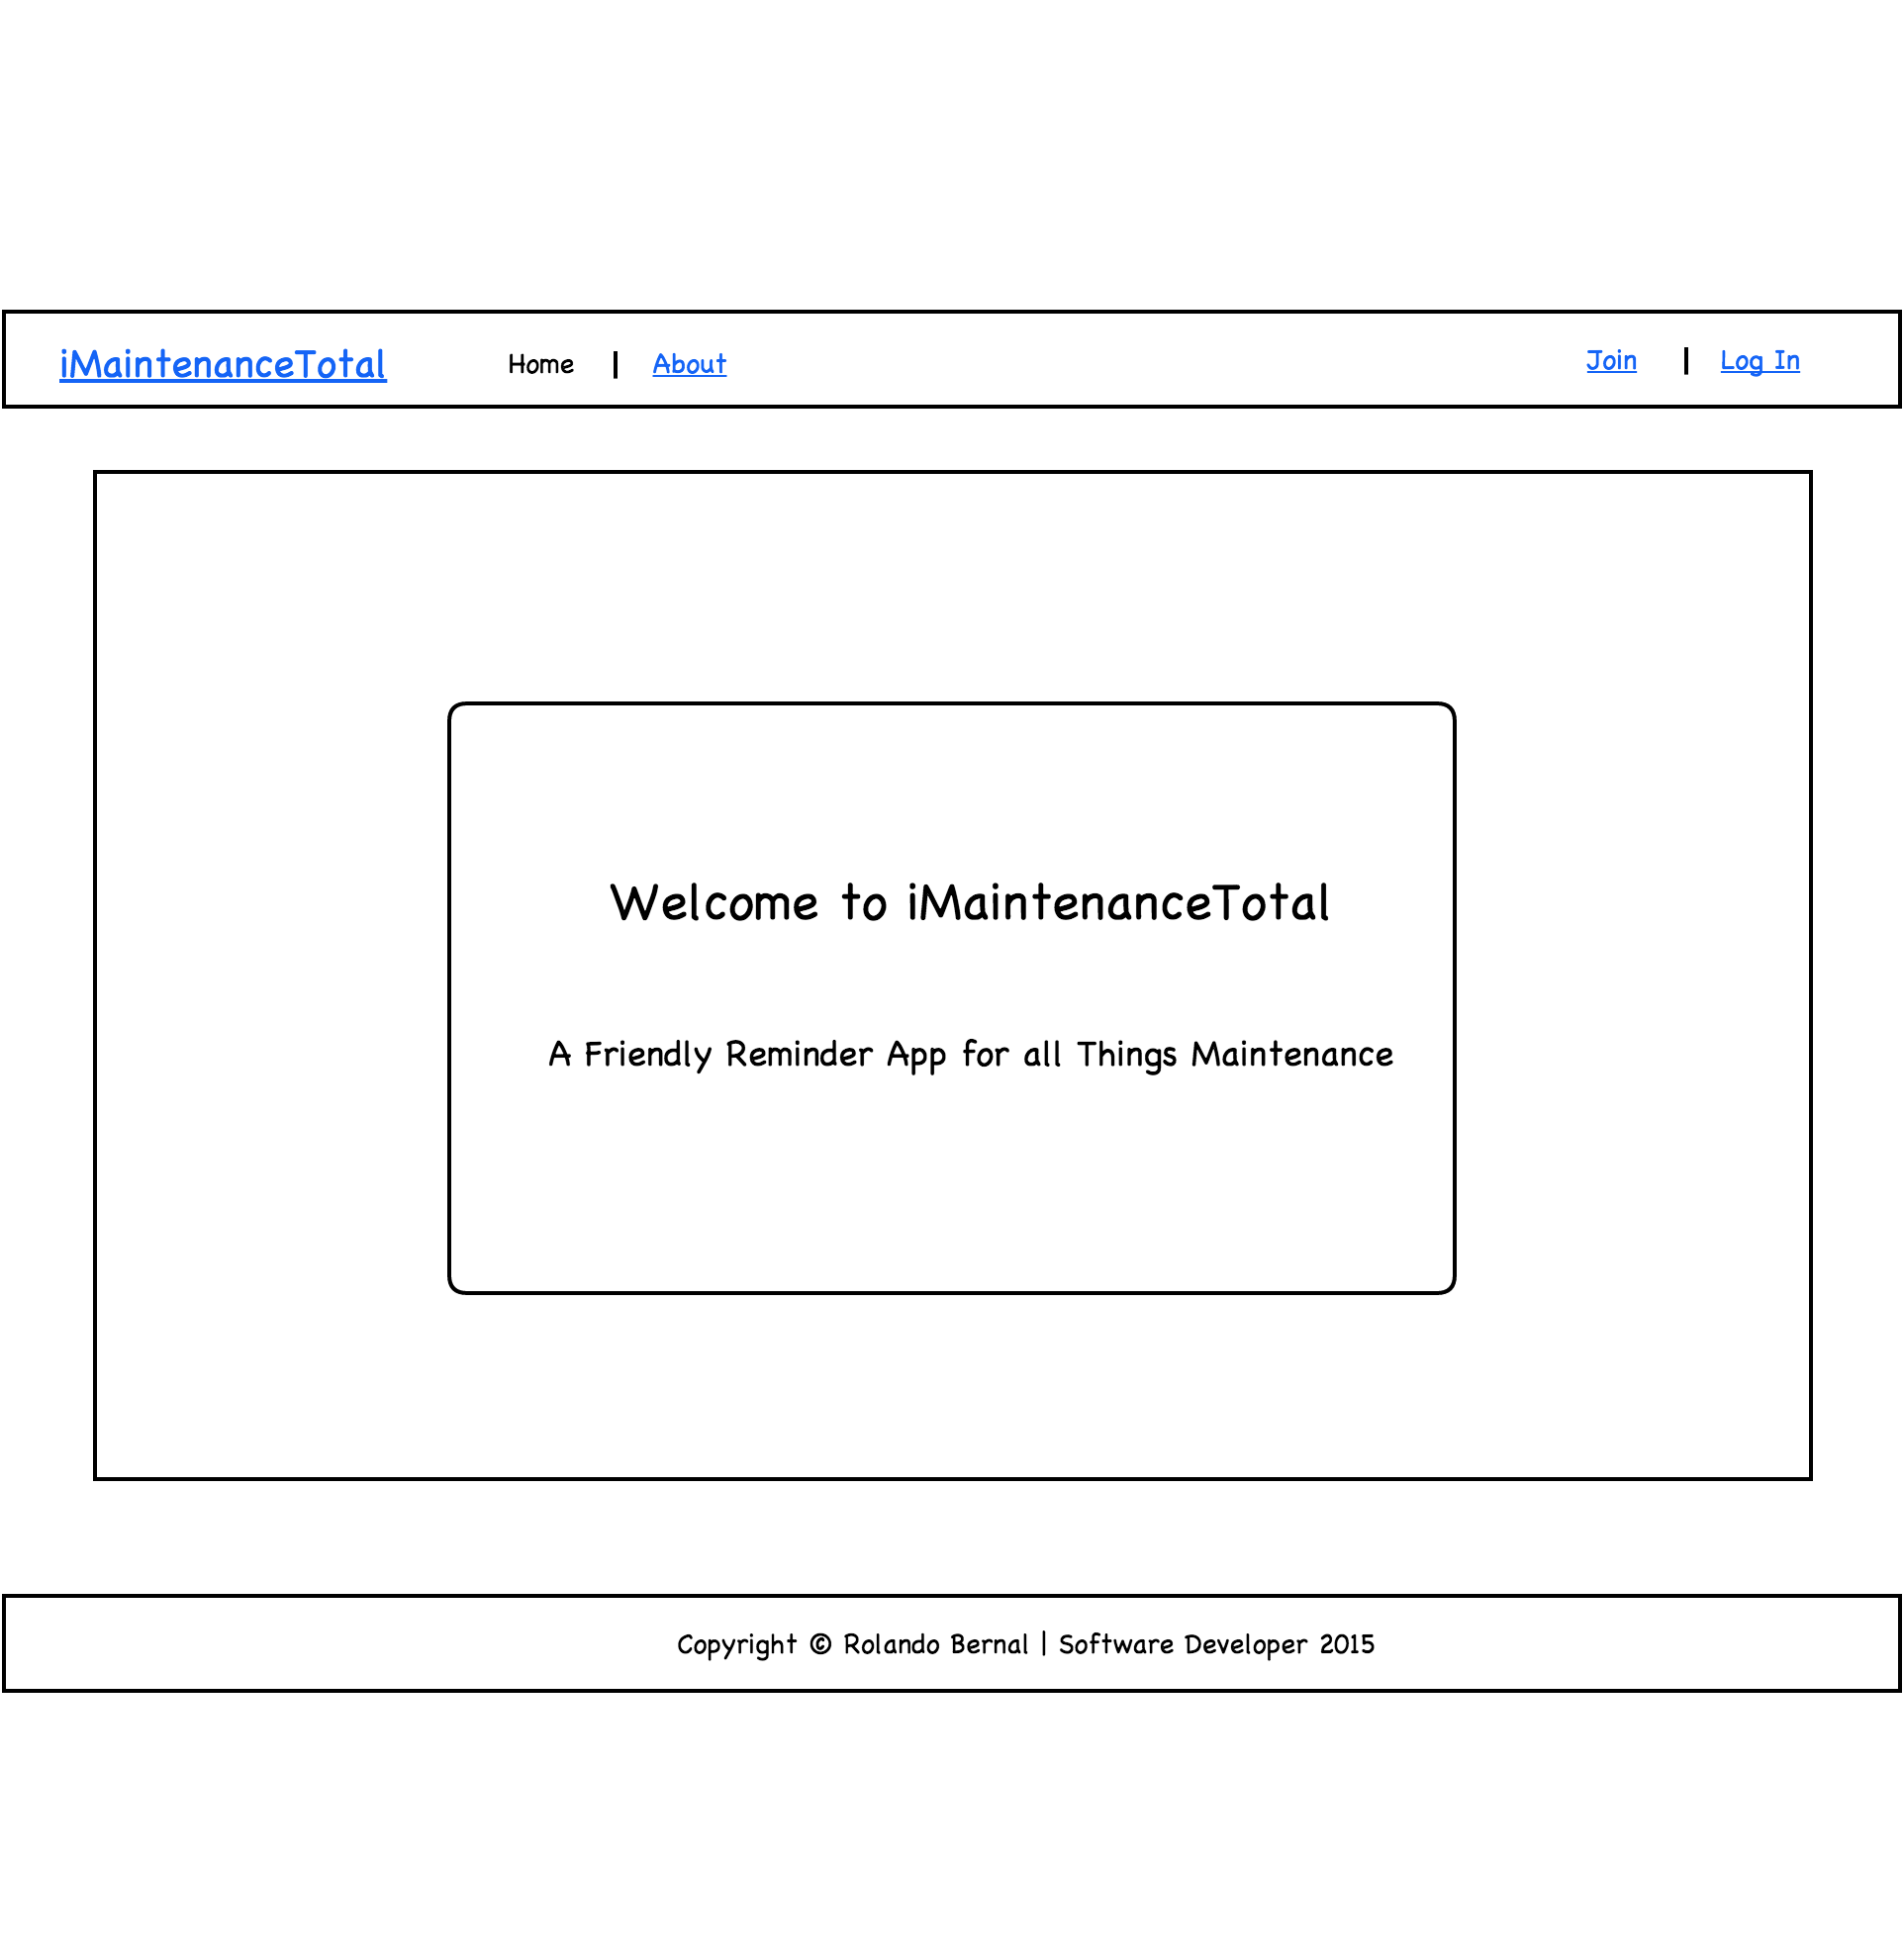 iMaintenanceTotal Home | About Join | Log In
Welcome to iMaintenanceTotal
A Friendly Reminder App for all Things Maintenance
Copyright © Rolando Bernal | Software Developer 2015